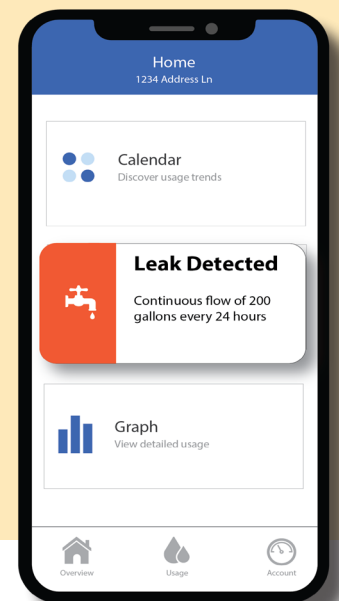 Home
1234 Address Ln
Calendar
Discover usage trends
Leak Detected
Continuous flow of 200
gallons every 24 hours
Graph
View detailed usage
Overview
Usage
Account